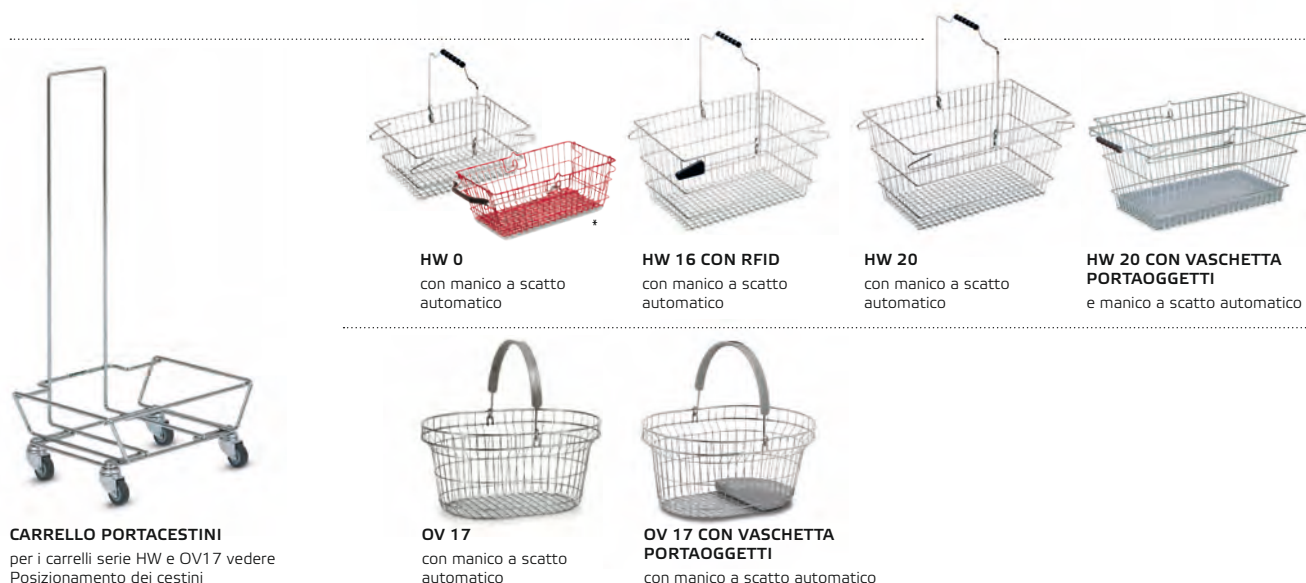 *
HW 0
con manico a scatto
automatico
HW 16 CON RFID
con manico a scatto
automatico
HW 20
con manico a scatto
automatico
HW 20 CON VASCHETTA
PORTAOGGETTI
e manico a scatto automatico
CARRELLO PORTACESTINI
per i carrelli serie HW e OV17 vedere
Posizionamento dei cestini
OV 17
con manico a scatto
automatico
OV 17 CON VASCHETTA
PORTAOGGETTI
con manico a scatto automatico